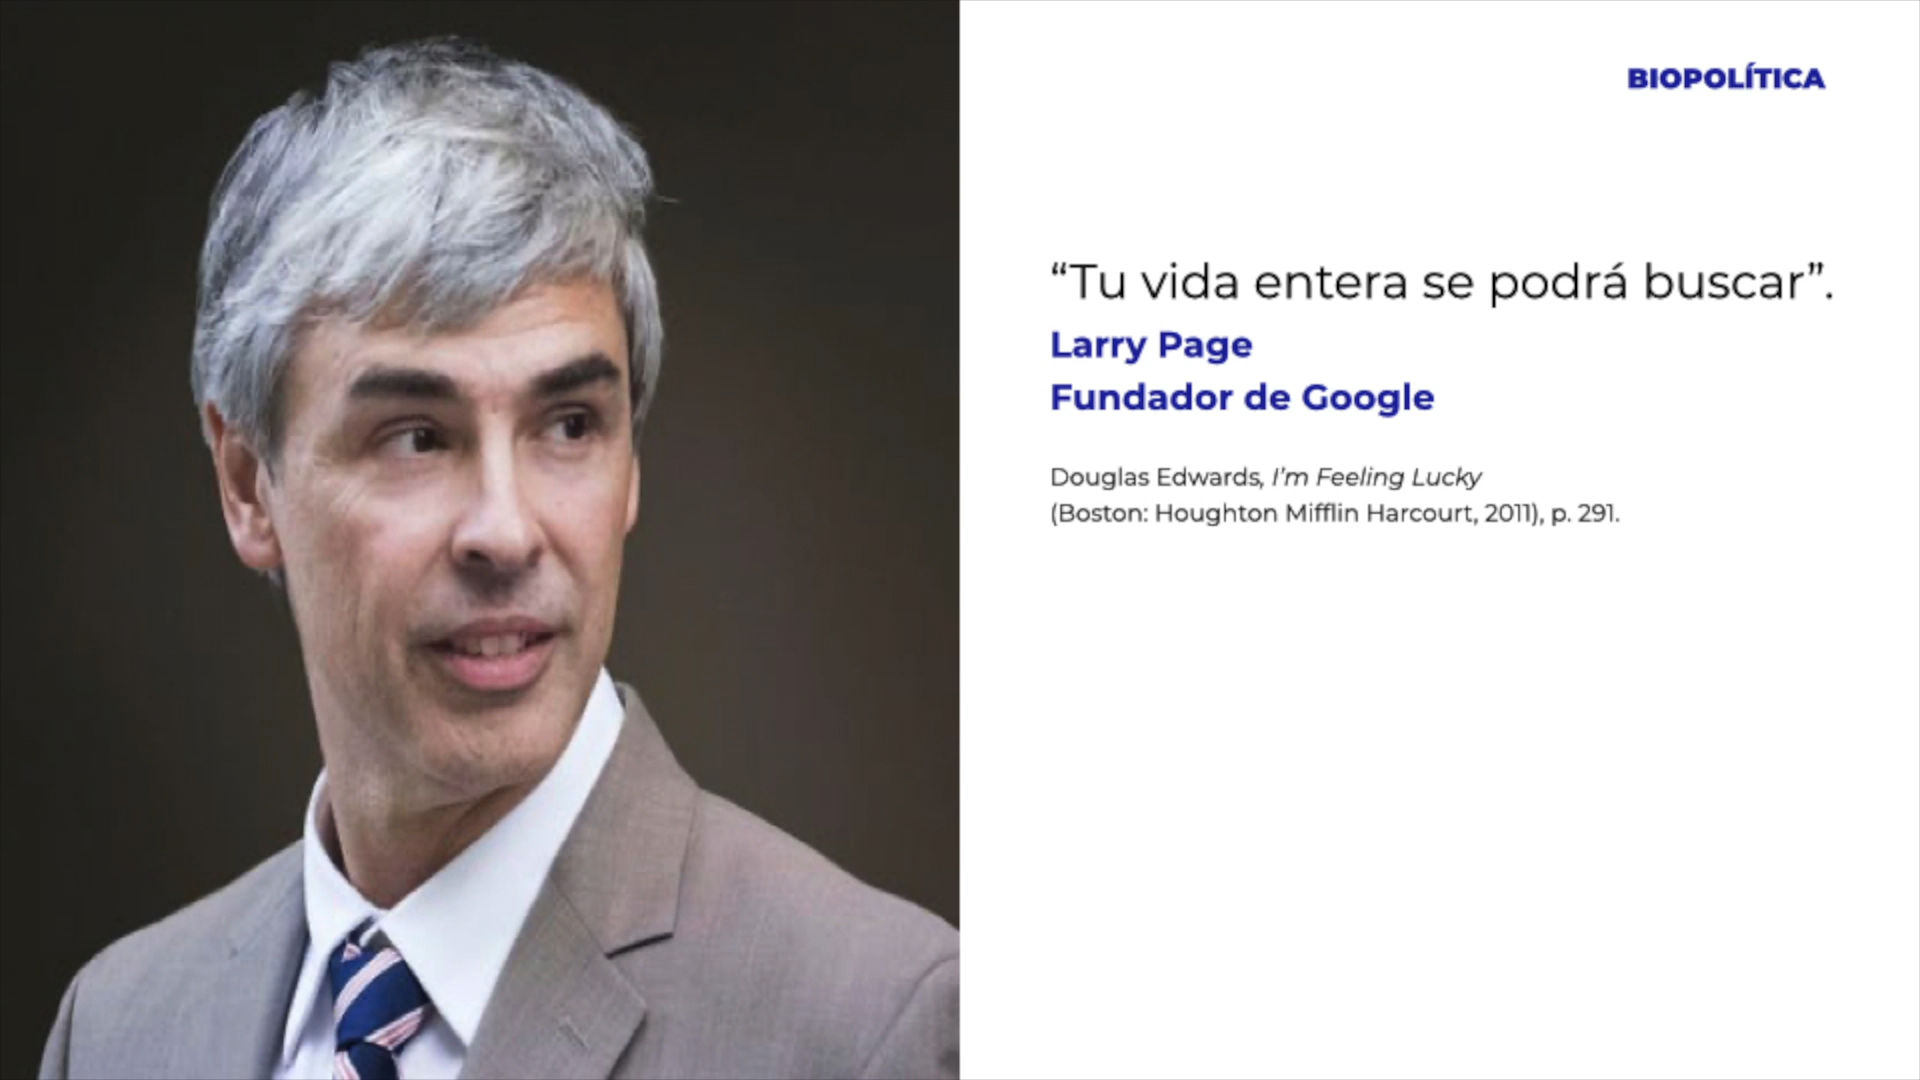 BIOPOLÍTICA
“Tu vida entera se podrá buscar”.
Larry Page
Fundador de Google
Douglas Edwards, I’m Feeling Lucky
(Boston: Houghton Mifflin Harcourt, 2011), p. 291.